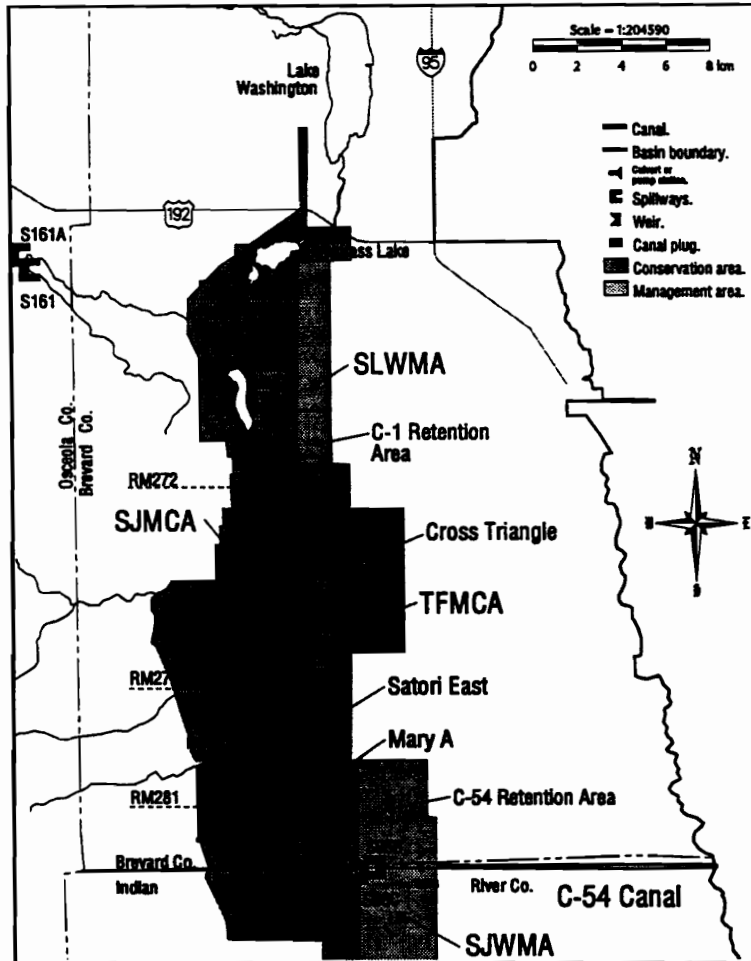 Scale = 1:204590
0 2 4 6 8 km
95
Lake
Washington
Canal.
Basin boundary.
Culvert or
pump station.
Spillways.
Weir.
Canal plug.
Conservation area.
Management area.
192
S161A
S161
ass Lake
SLWMA
C-1 Retention
Area
Osceola Co.
Brevard Co.
RM272
SJMCA
N
E
Cross Triangle
TFMCA
RM27
Satori East
Mary A
RM281
C-54 Retention Area
Brevard Co.
Indian
River Co.
C-54 Canal
SJWMA